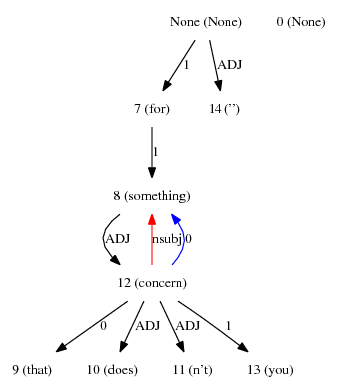 None (None) 0 (None)
1 ADJ
7 (for) 14 (")
1
8 (something)
ADJ nsubj 0
12 (concern)
0 ADJ ADJ 1
9 (that) 10 (does) 11 (n't) 13 (you)